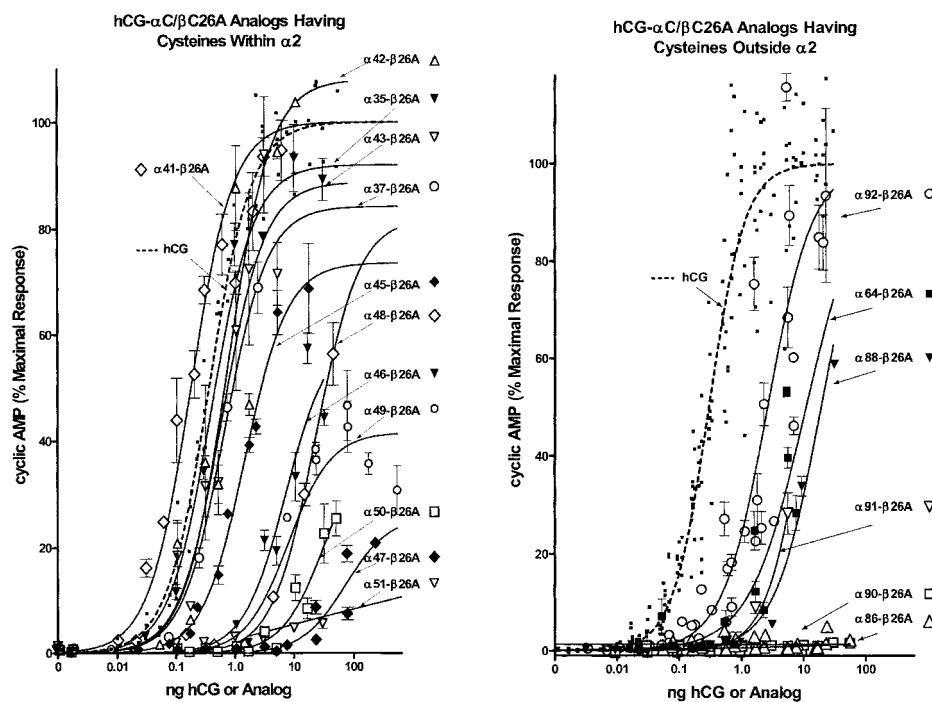 hCG-αC/βC26A Analogs Having
Cysteines Within α2
α42-β26A
α35-β26A
α43-β26A
α41-β26A
α37-β26A
hCG
α45-β26A
α48-β26A
α46-β26A
α49-β26A
α50-β26A
α47-β26A
α51-β26A
cyclic AMP (% Maximal Response)
100
80
60
40
20
0
0 0.01 0.1 1.0 10 100
ng hCG or Analog
hCG-αC/βC26A Analogs Having
Cysteines Outside α2
α92-β26A
hCG
α64-β26A
α88-β26A
α91-β26A
α90-β26A
α86-β26A
cyclic AMP (% Maximal Response)
100
80
60
40
20
0
0 0.01 0.1 1.0 10 100
ng hCG or Analog